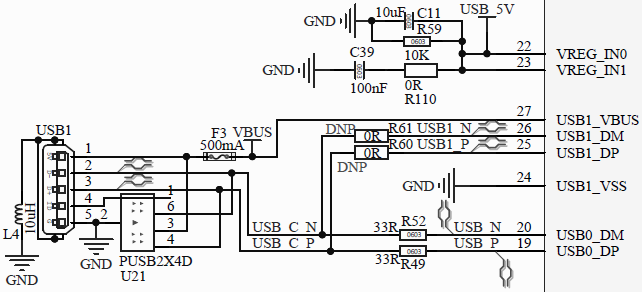 10uF C11 USB_5V
GND R59
0603
10K 22 VREG_IN0
C39
GND 0603 23 VREG_IN1
100nF 0R
R110
27 USB1_VBUS
USB1 F3 VBUS
500mA DNP R61 USB1_N 26 USB1_DM
0R
1 R60 USB1_P 25 USB1_DP
0R
2 DNP
3 GND 24 USB1_VSS
4 1
5 2 6
3 USB_C_N 33R R52 USB_N 20 USB0_DM
0603
10uH
L4 4 USB_C_P USB_P 19 USB0_DP
0603
GND PUSB2X4D 33R R49
GND U21